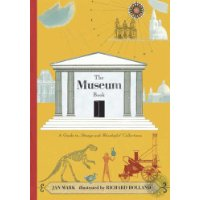 The
Museum
Book
A Guide to Strange and Wonderful Collections
JAN MARK illustrated by RICHARD HOLLAND